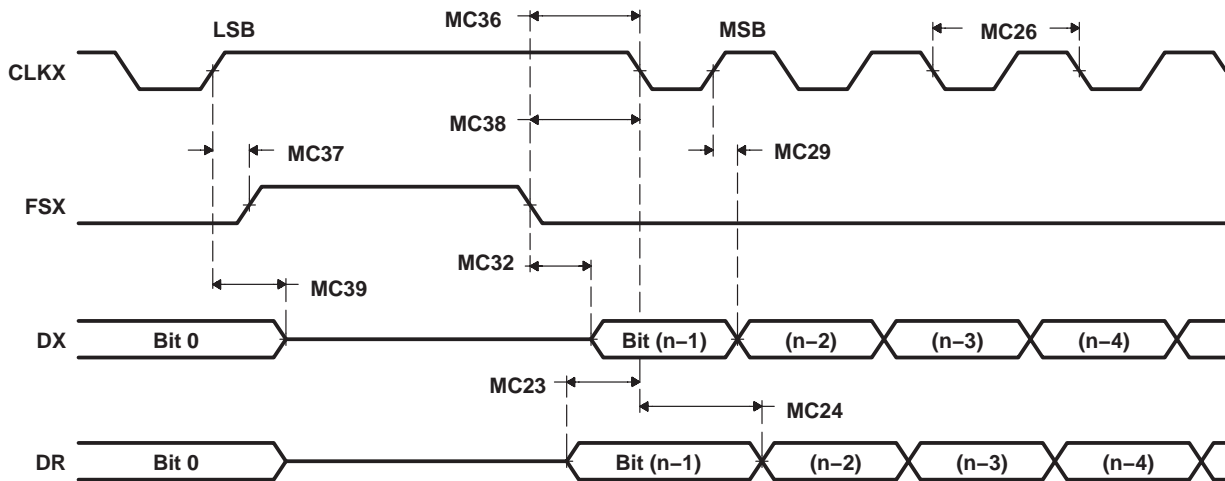 LSB
MC36
MSB
MC26
CLKX
MC38
MC37
MC29
FSX
MC32
MC39
DX
Bit 0
Bit (n–1)
(n–2)
(n–3)
(n–4)
MC23
MC24
DR
Bit 0
Bit (n–1)
(n–2)
(n–3)
(n–4)